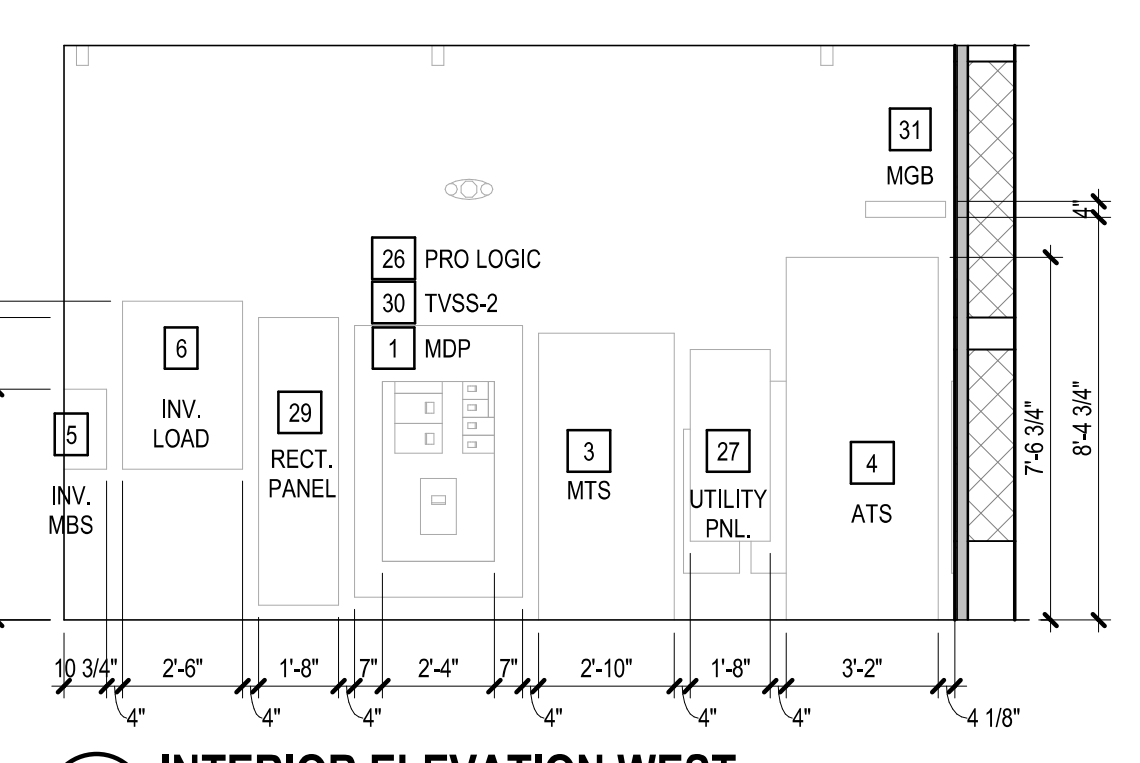 31
MGB
4"
26 PRO LOGIC
30 TVSS-2
1 MDP
6
INV.
LOAD
29
RECT.
PANEL
5
INV.
MBS
3
MTS
27
UTILITY
PNL.
4
ATS
7'-6 3/4"
8'-4 3/4"
10 3/4" 2'-6" 1'-8" 7" 2'-4" 7" 2'-10" 1'-8" 3'-2"
4" 4" 4" 4" 4" 4" 4 1/8"
INTERIOR ELEVATION WEST